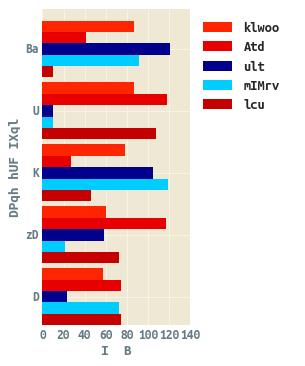 klwoo
Atd
ult
mIMrv
lcu
Ba
U
K
zD
D
DPqh hUF IXql
0 20 40 60 80 100 120 140
I B